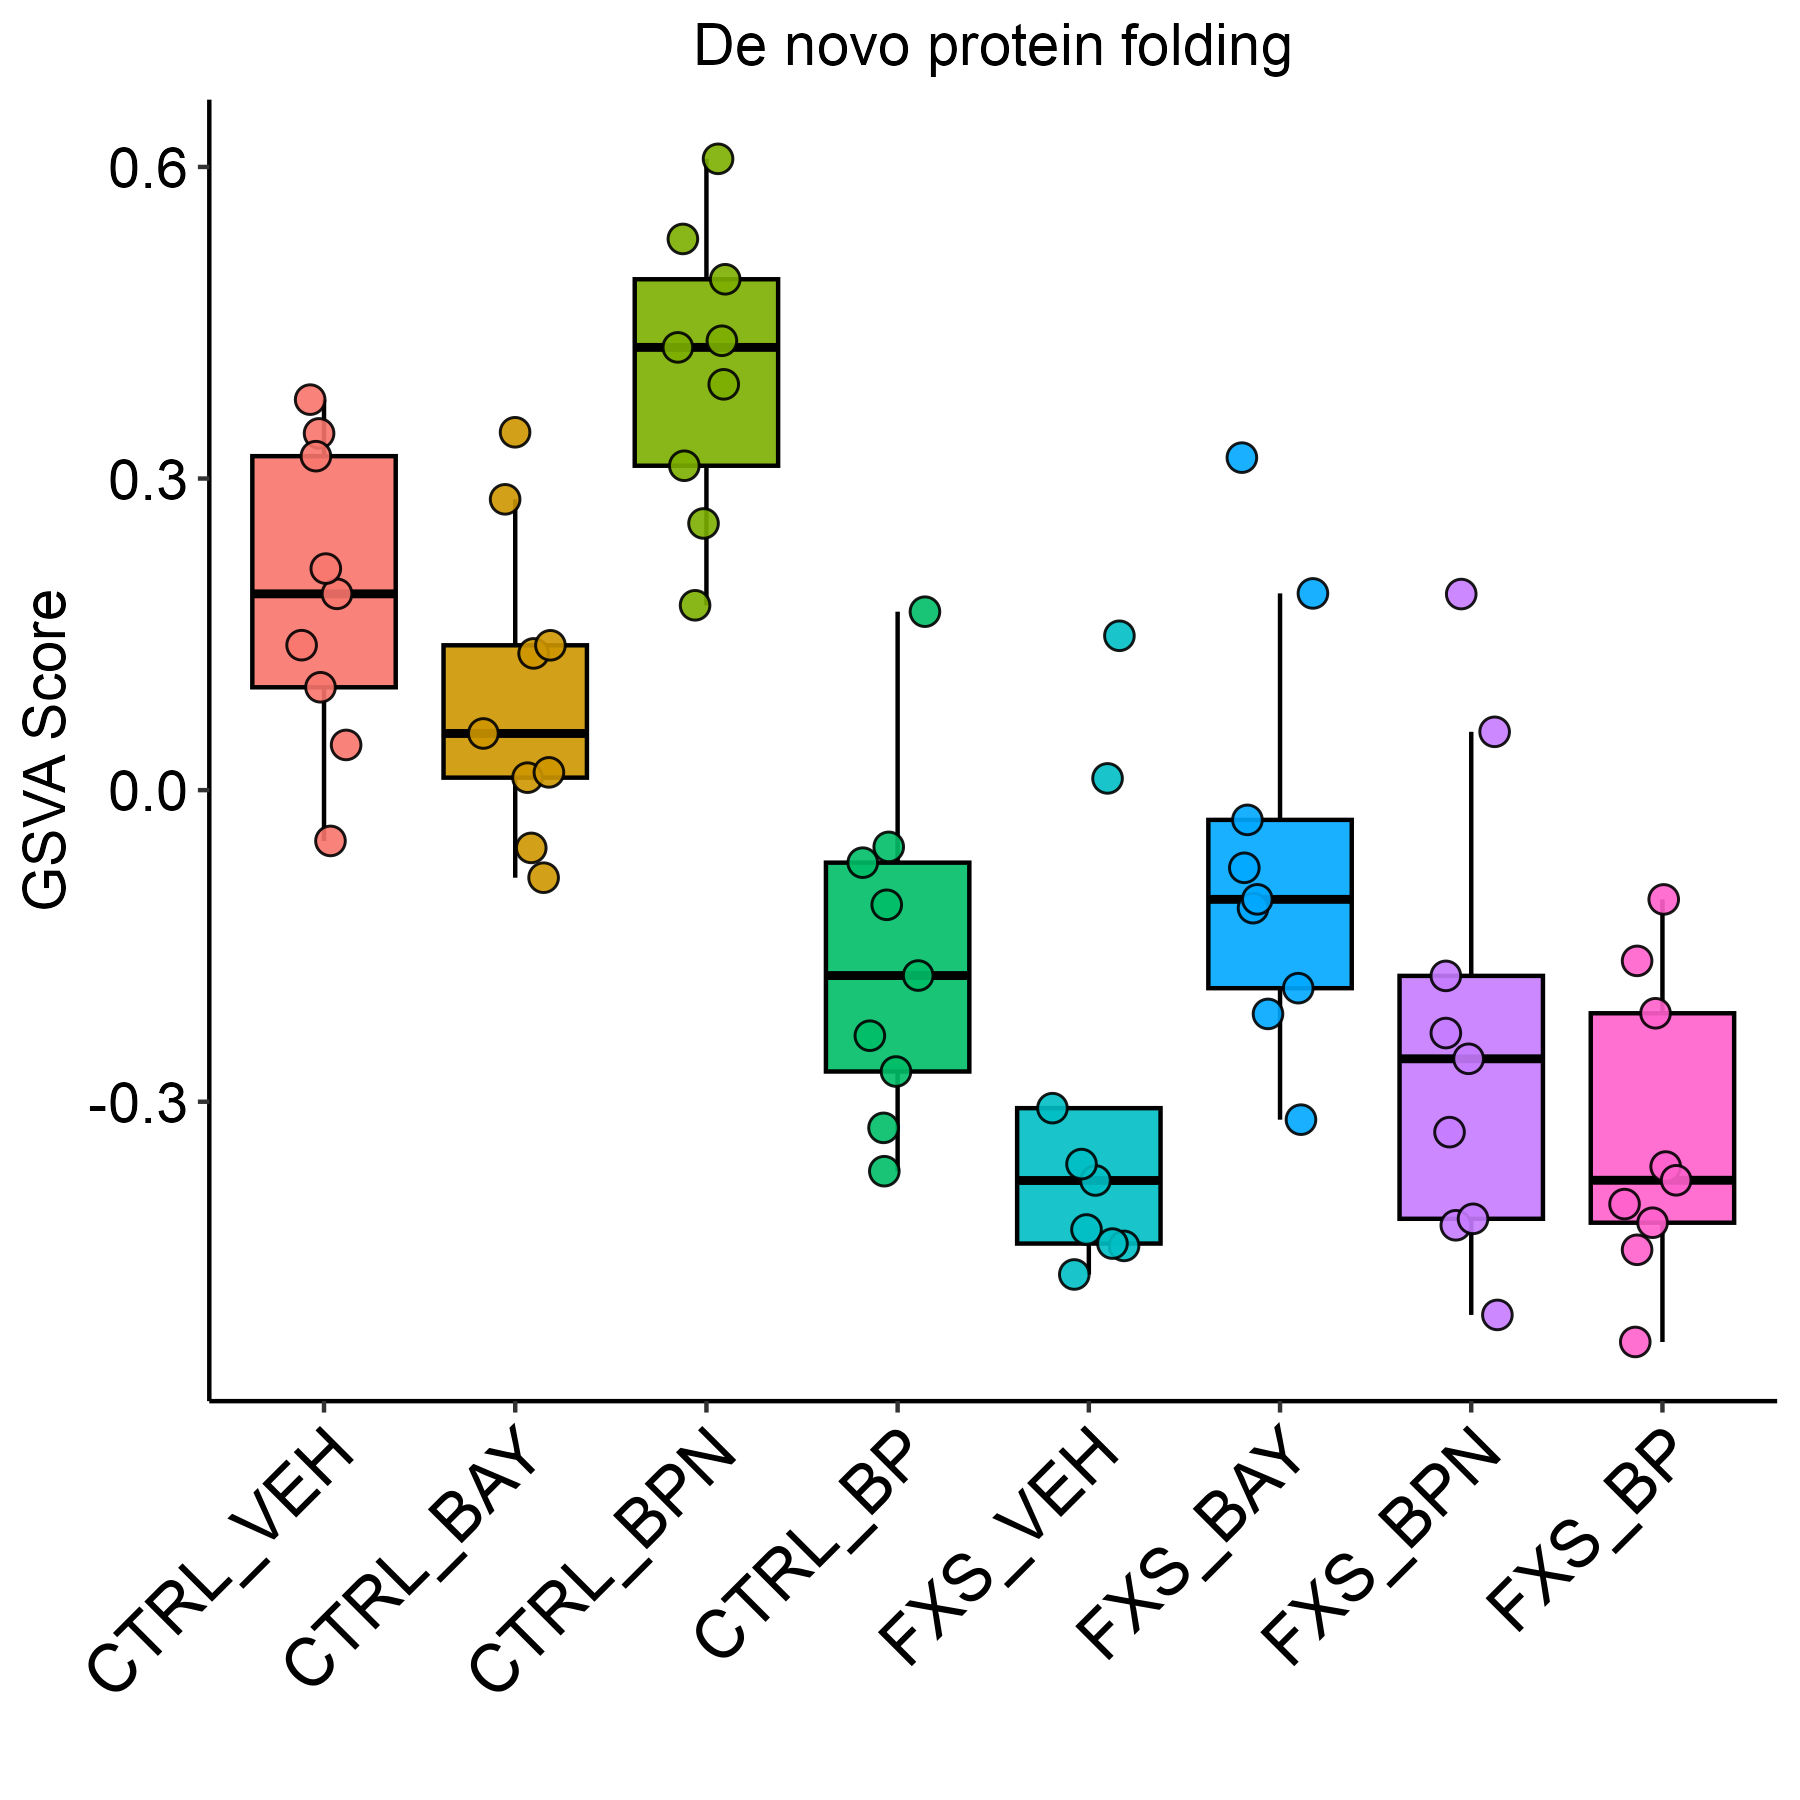 De novo protein folding
GSVA Score
0.6
0.3
0.0
-0.3
CTRL_VEH
CTRL_BAY
CTRL_BPN
CTRL_BP
FXS_VEH
FXS_BAY
FXS_BPN
FXS_BP